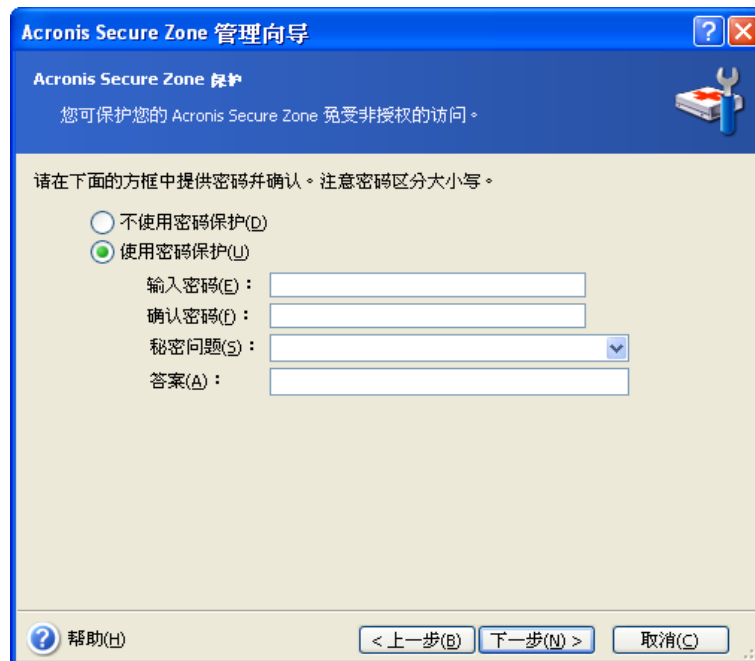 Acronis Secure Zone 管理向导
Acronis Secure Zone 保护
您可保护您的 Acronis Secure Zone 免受非授权的访问。
请在下面的方框中提供密码并确认。注意密码区分大小写。
不使用密码保护(D)
使用密码保护(U)
输入密码(E)：
确认密码(f)：
秘密问题(S)：
答案(A)：
帮助(H)
< 上一步(B)
下一步(N) >
取消(C)